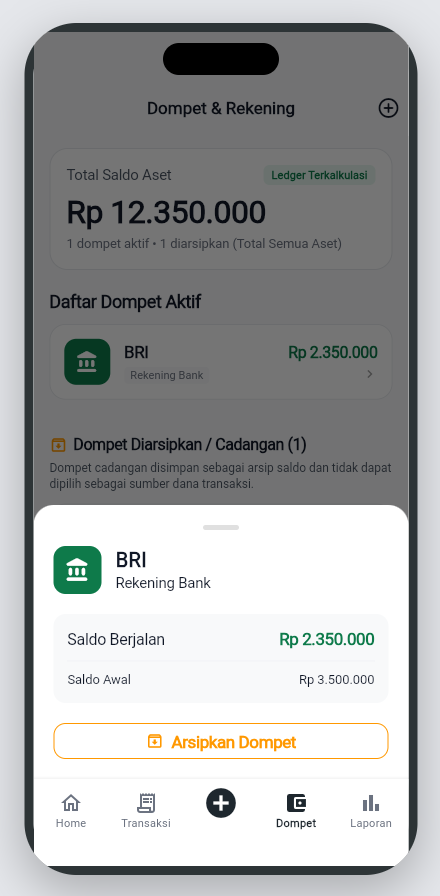 Dompet & Rekening
Total Saldo Aset
Ledger Terkalkulasi
Rp 12.350.000
1 dompet aktif • 1 diarsipkan (Total Semua Aset)
Daftar Dompet Aktif
BRI
Rp 2.350.000
Rekening Bank
Dompet Diarsipkan / Cadangan (1)
Dompet cadangan disimpan sebagai arsip saldo dan tidak dapat
dipilih sebagai sumber dana transaksi.
BRI
Rekening Bank
Saldo Berjalan
Rp 2.350.000
Saldo Awal
Rp 3.500.000
Arsipkan Dompet
Home
Transaksi
Dompet
Laporan